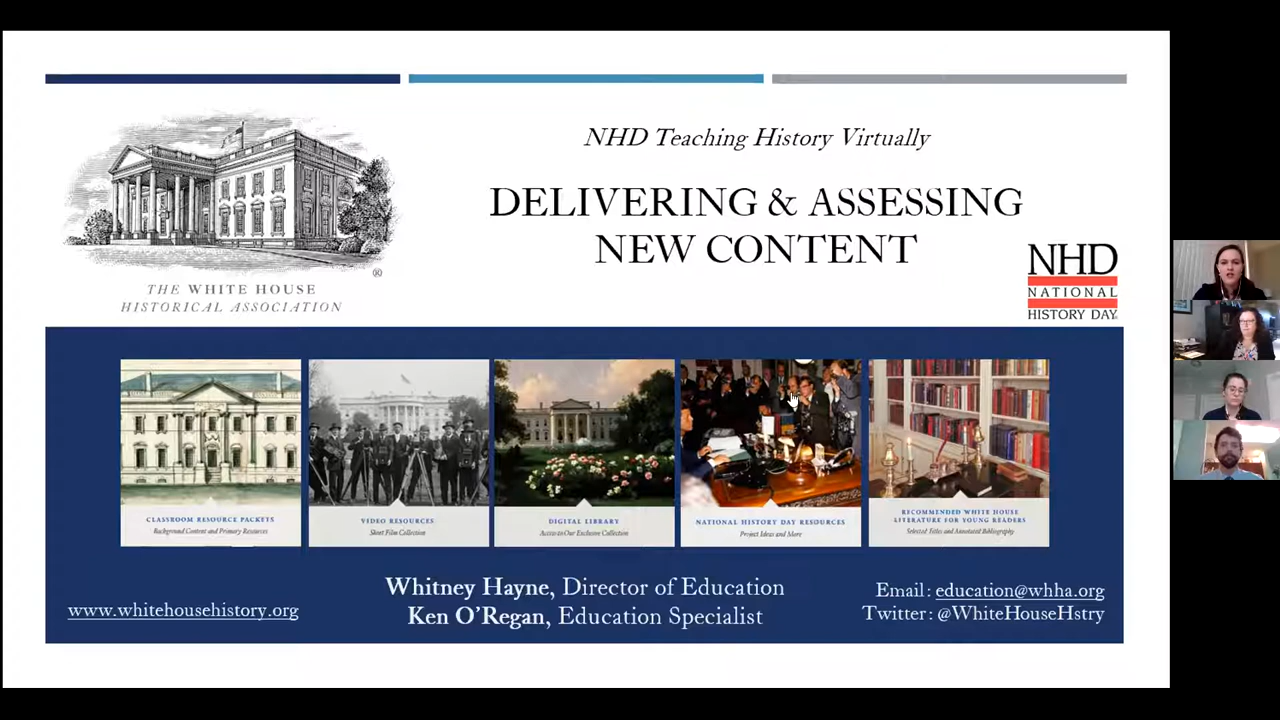 NHD Teaching History Virtually
DELIVERING & ASSESSING
NEW CONTENT
®
THE WHITE HOUSE
HISTORICAL ASSOCIATION
NHD
NATIONAL
HISTORY DAY
CLASSROOM RESOURCE PACKETS
Background Content and Primary Resources
VIDEO RESOURCES
Short Film Collection
DIGITAL LIBRARY
Access to Our Exclusive Collection
NATIONAL HISTORY DAY RESOURCES
Project Ideas and More
RECOMMENDED WHITE HOUSE
LITERATURE FOR YOUNG READERS
Selected Titles and Annotated Bibliography
www.whitehousehistory.org
Whitney Hayne, Director of Education
Ken O'Regan, Education Specialist
Email: education@whha.org
Twitter: @WhiteHouseHstry